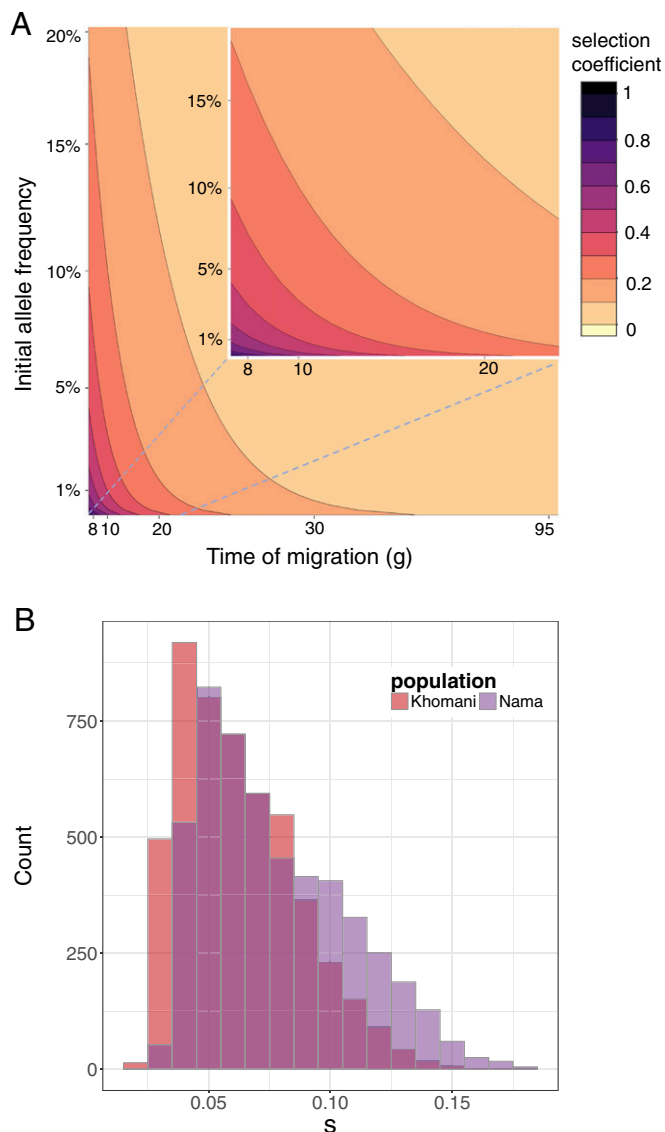 A
Initial allele frequency
20%
15%
10%
5%
1%
8 10 20 30 95
Time of migration (g)
15%
10%
5%
1%
8 10 20
selection
coefficient
1
0.8
0.6
0.4
0.2
0
B
Count
750
500
250
0
population
Khomani Nama
0.05 0.10 0.15
s